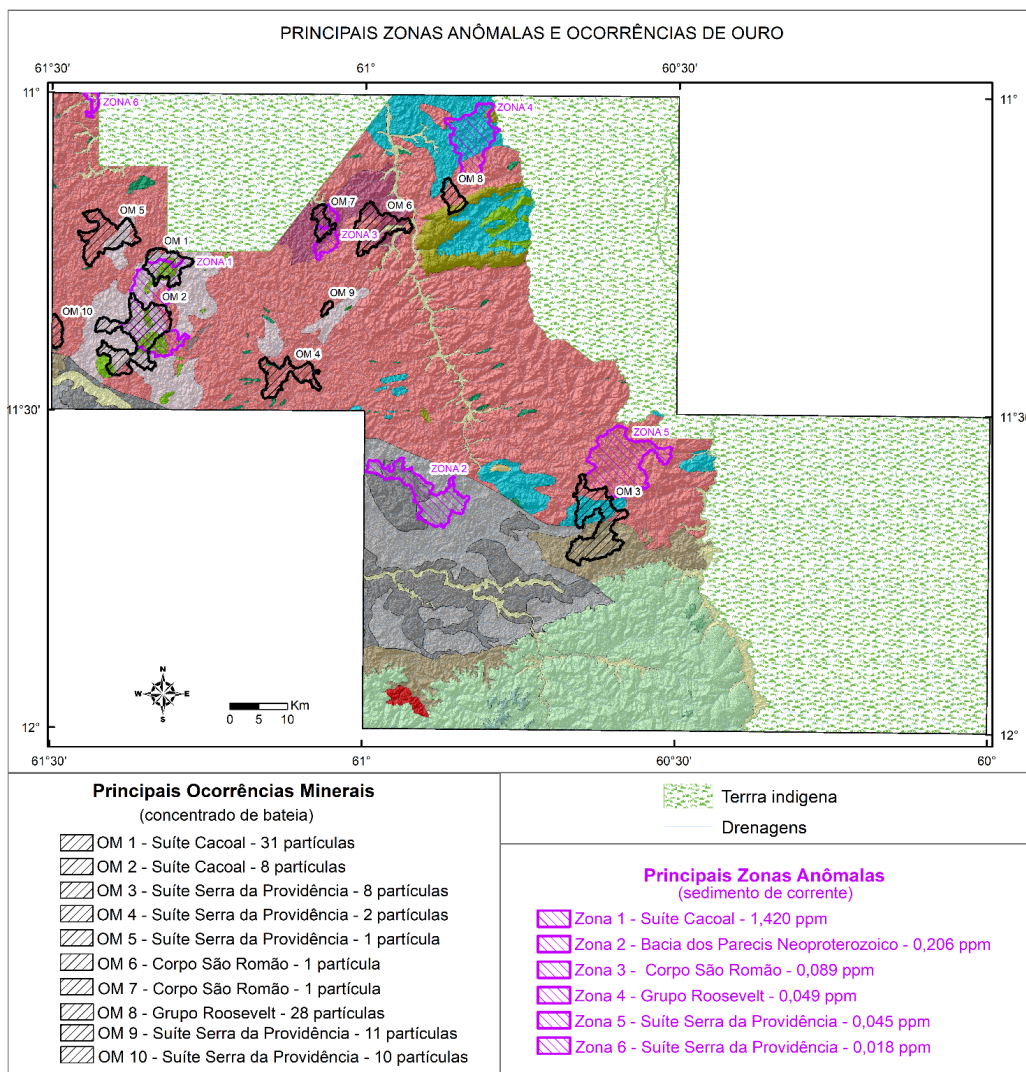 PRINCIPAIS ZONAS ANÔMALAS E OCORRÊNCIAS DE OURO
61°30'
61°
60°30'
11°
11°
ZONA 6
ZONA 4
OM 8
OM 5
OM 7
OM 6
ZONA 3
OM 1
ZONA 1
OM 2
OM 9
OM 10
OM 4
11°30'
11°30'
ZONA 5
ZONA 2
OM 3
N
W
E
S
Km
0 5 10
12°
12°
61°30'
61°
60°30'
60°
Principais Ocorrências Minerais
(concentrado de bateia)
OM 1 - Suíte Cacoal - 31 partículas
OM 2 - Suíte Cacoal - 8 partículas
OM 3 - Suíte Serra da Providência - 8 partículas
OM 4 - Suíte Serra da Providência - 2 partículas
OM 5 - Suíte Serra da Providência - 1 partícula
OM 6 - Corpo São Romão - 1 partícula
OM 7 - Corpo São Romão - 1 partícula
OM 8 - Grupo Roosevelt - 28 partículas
OM 9 - Suíte Serra da Providência - 11 partículas
OM 10 - Suíte Serra da Providência - 10 partículas
Terrra indigena
Drenagens
Principais Zonas Anômalas
(sedimento de corrente)
Zona 1 - Suíte Cacoal - 1,420 ppm
Zona 2 - Bacia dos Parecis Neoproterozoico - 0,206 ppm
Zona 3 - Corpo São Romão - 0,089 ppm
Zona 4 - Grupo Roosevelt - 0,049 ppm
Zona 5 - Suíte Serra da Providência - 0,045 ppm
Zona 6 - Suíte Serra da Providência - 0,018 ppm